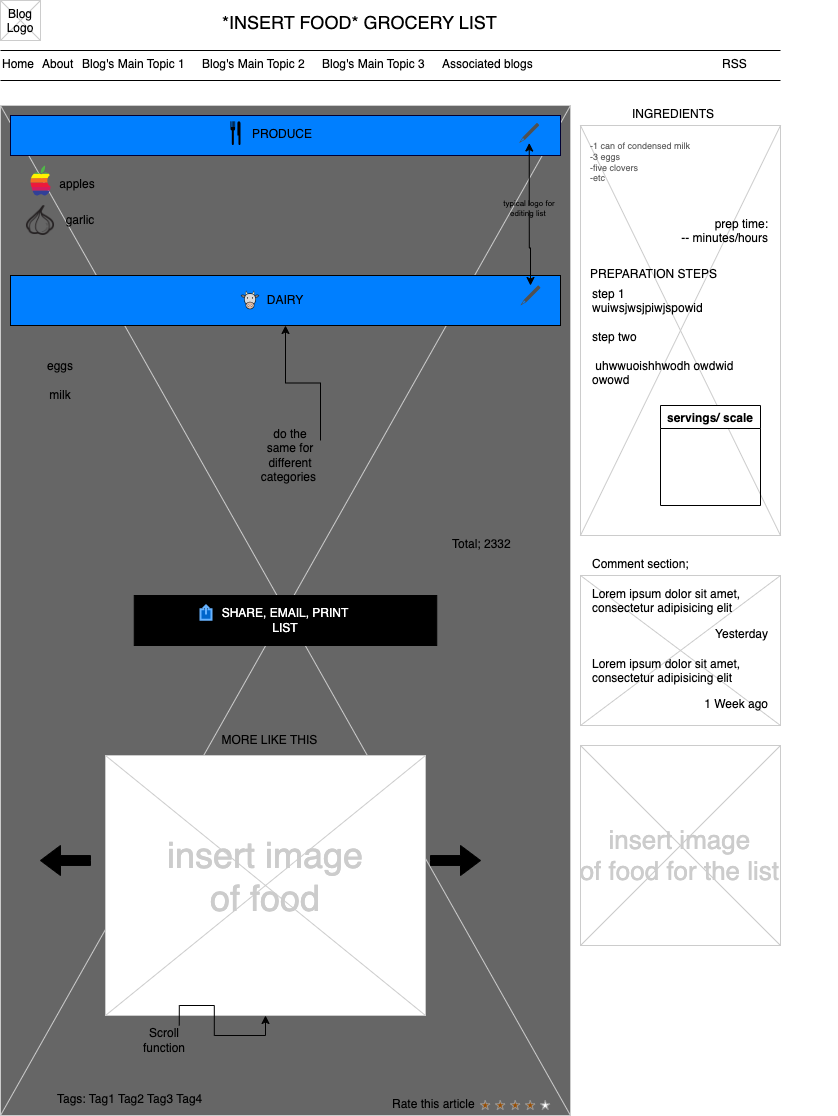 Blog
Logo
*INSERT FOOD* GROCERY LIST
Home About Blog's Main Topic 1 Blog's Main Topic 2 Blog's Main Topic 3 Associated blogs RSS
PRODUCE
apples
garlic
typical logo for
editing list
DAIRY
eggs
milk
do the
same for
different
categories
Total; 2332
SHARE, EMAIL, PRINT
LIST
MORE LIKE THIS
insert image
of food
Scroll
function
Tags: Tag1 Tag2 Tag3 Tag4
Rate this article
INGREDIENTS
-1 can of condensed milk
-3 eggs
-five clovers
-etc
prep time:
-- minutes/hours
PREPARATION STEPS
step 1
wuiwsjwsjpiwjspowid
step two
uhwwuoishhwodh owdwid
owowd
servings/ scale
Comment section;
Lorem ipsum dolor sit amet,
consectetur adipisicing elit
Yesterday
Lorem ipsum dolor sit amet,
consectetur adipisicing elit
1 Week ago
insert image
of food for the list